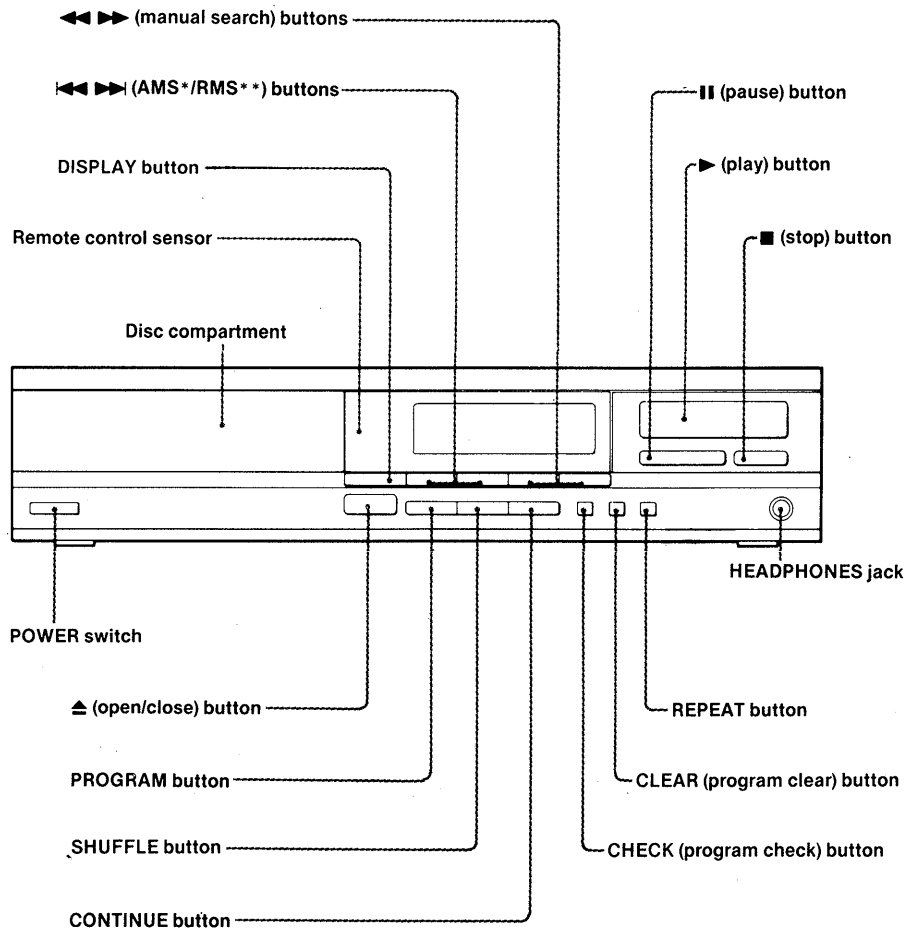 ◀◀ ▶▶ (manual search) buttons
|◀◀ ▶▶| (AMS*/RMS**) buttons
❚❚ (pause) button
DISPLAY button
▶ (play) button
Remote control sensor
■ (stop) button
Disc compartment
HEADPHONES jack
POWER switch
⏏ (open/close) button
REPEAT button
PROGRAM button
CLEAR (program clear) button
SHUFFLE button
CHECK (program check) button
CONTINUE button